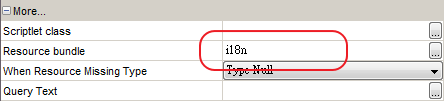 More...
Scriptlet class ...
Resource bundle i18n ...
When Resource Missing Type Type Null
Query Text ...